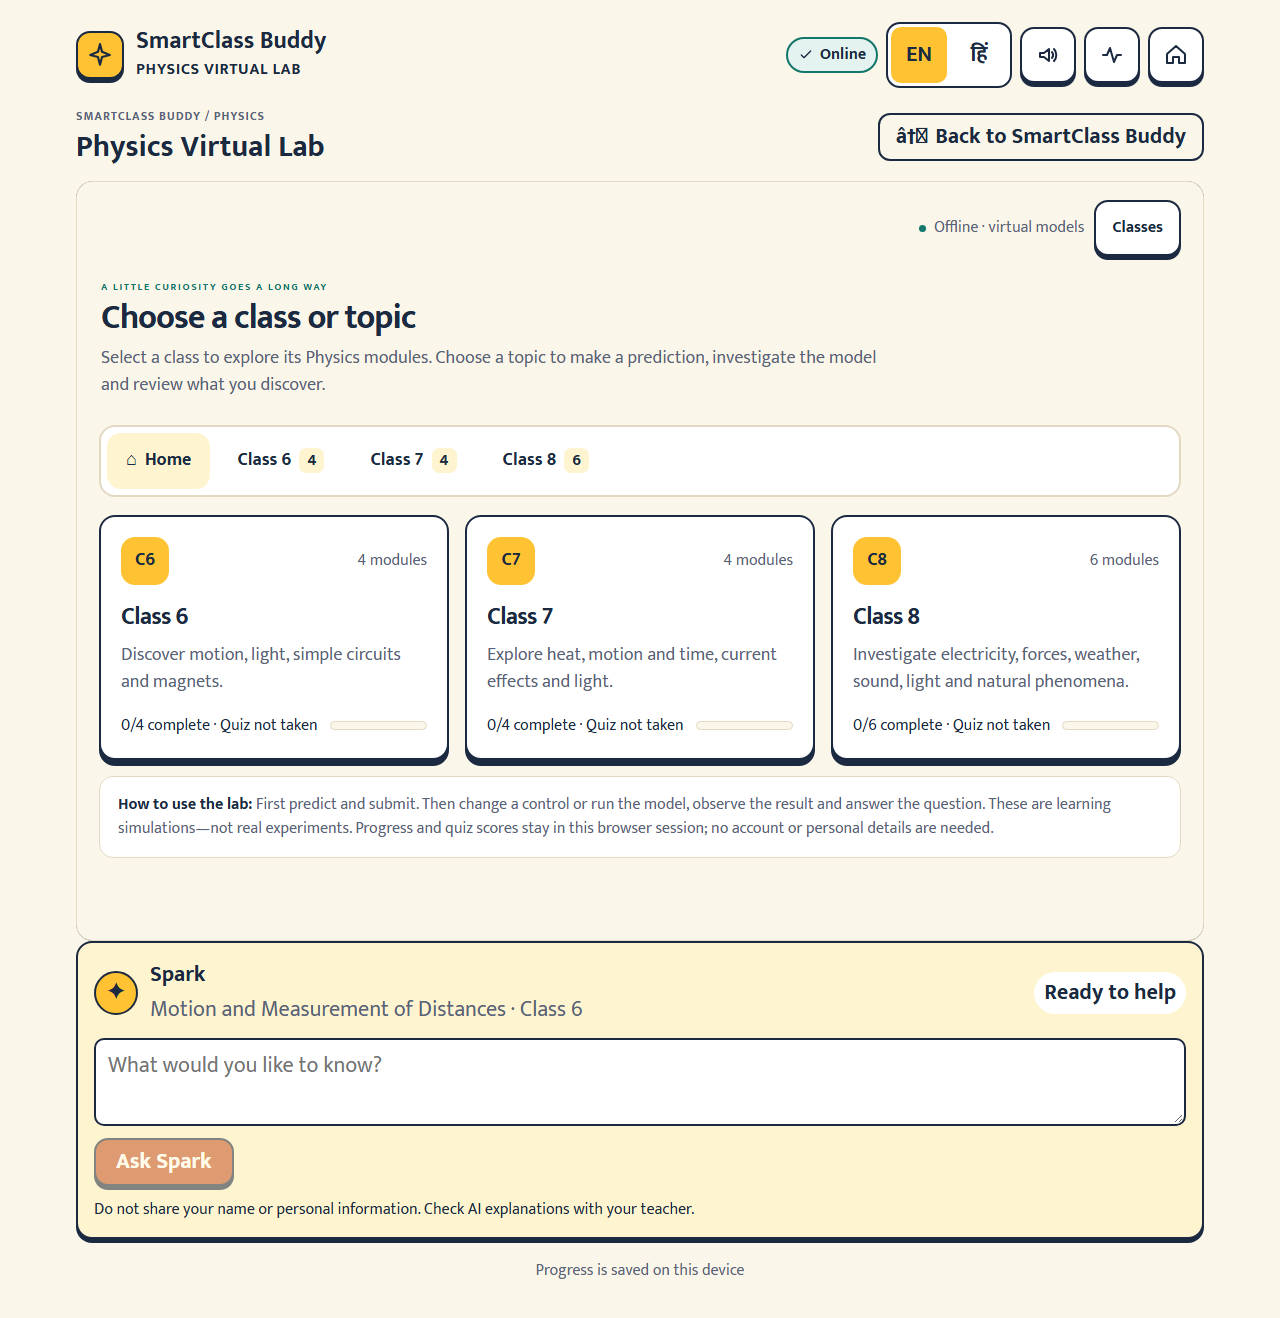 SmartClass Buddy
PHYSICS VIRTUAL LAB
Online
EN
हिं
SMARTCLASS BUDDY / PHYSICS
Physics Virtual Lab
Back to SmartClass Buddy
Offline · virtual models
Classes
A LITTLE CURIOSITY GOES A LONG WAY
Choose a class or topic
Select a class to explore its Physics modules. Choose a topic to make a prediction, investigate the model
and review what you discover.
Home
Class 6 4
Class 7 4
Class 8 6
C6
4 modules
Class 6
Discover motion, light, simple circuits
and magnets.
0/4 complete · Quiz not taken
C7
4 modules
Class 7
Explore heat, motion and time, current
effects and light.
0/4 complete · Quiz not taken
C8
6 modules
Class 8
Investigate electricity, forces, weather,
sound, light and natural phenomena.
0/6 complete · Quiz not taken
How to use the lab: First predict and submit. Then change a control or run the model, observe the result and answer the question. These are learning
simulations—not real experiments. Progress and quiz scores stay in this browser session; no account or personal details are needed.
Spark
Motion and Measurement of Distances · Class 6
Ready to help
What would you like to know?
Ask Spark
Do not share your name or personal information. Check AI explanations with your teacher.
Progress is saved on this device